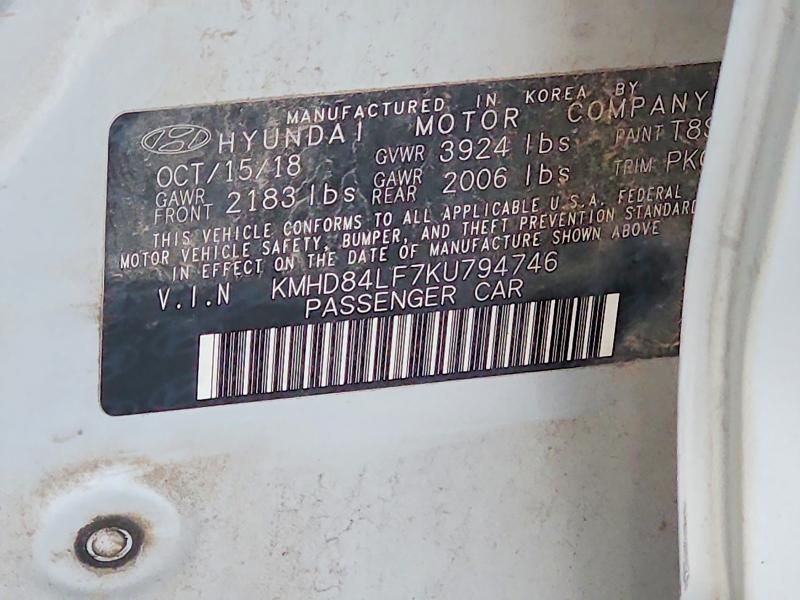 MANUFACTURED IN KOREA BY
HYUNDAI MOTOR COMPANY
OCT/15/18 GVWR 3924 lbs PAINT T8S
GAWR FRONT 2183 lbs GAWR REAR 2006 lbs TRIM
THIS VEHICLE CONFORMS TO ALL APPLICABLE U.S.A. FEDERAL
MOTOR VEHICLE SAFETY, BUMPER, AND THEFT PREVENTION STANDARD
IN EFFECT ON THE DATE OF MANUFACTURE SHOWN ABOVE
V.I.N KMHD84LF7KU794746
PASSENGER CAR